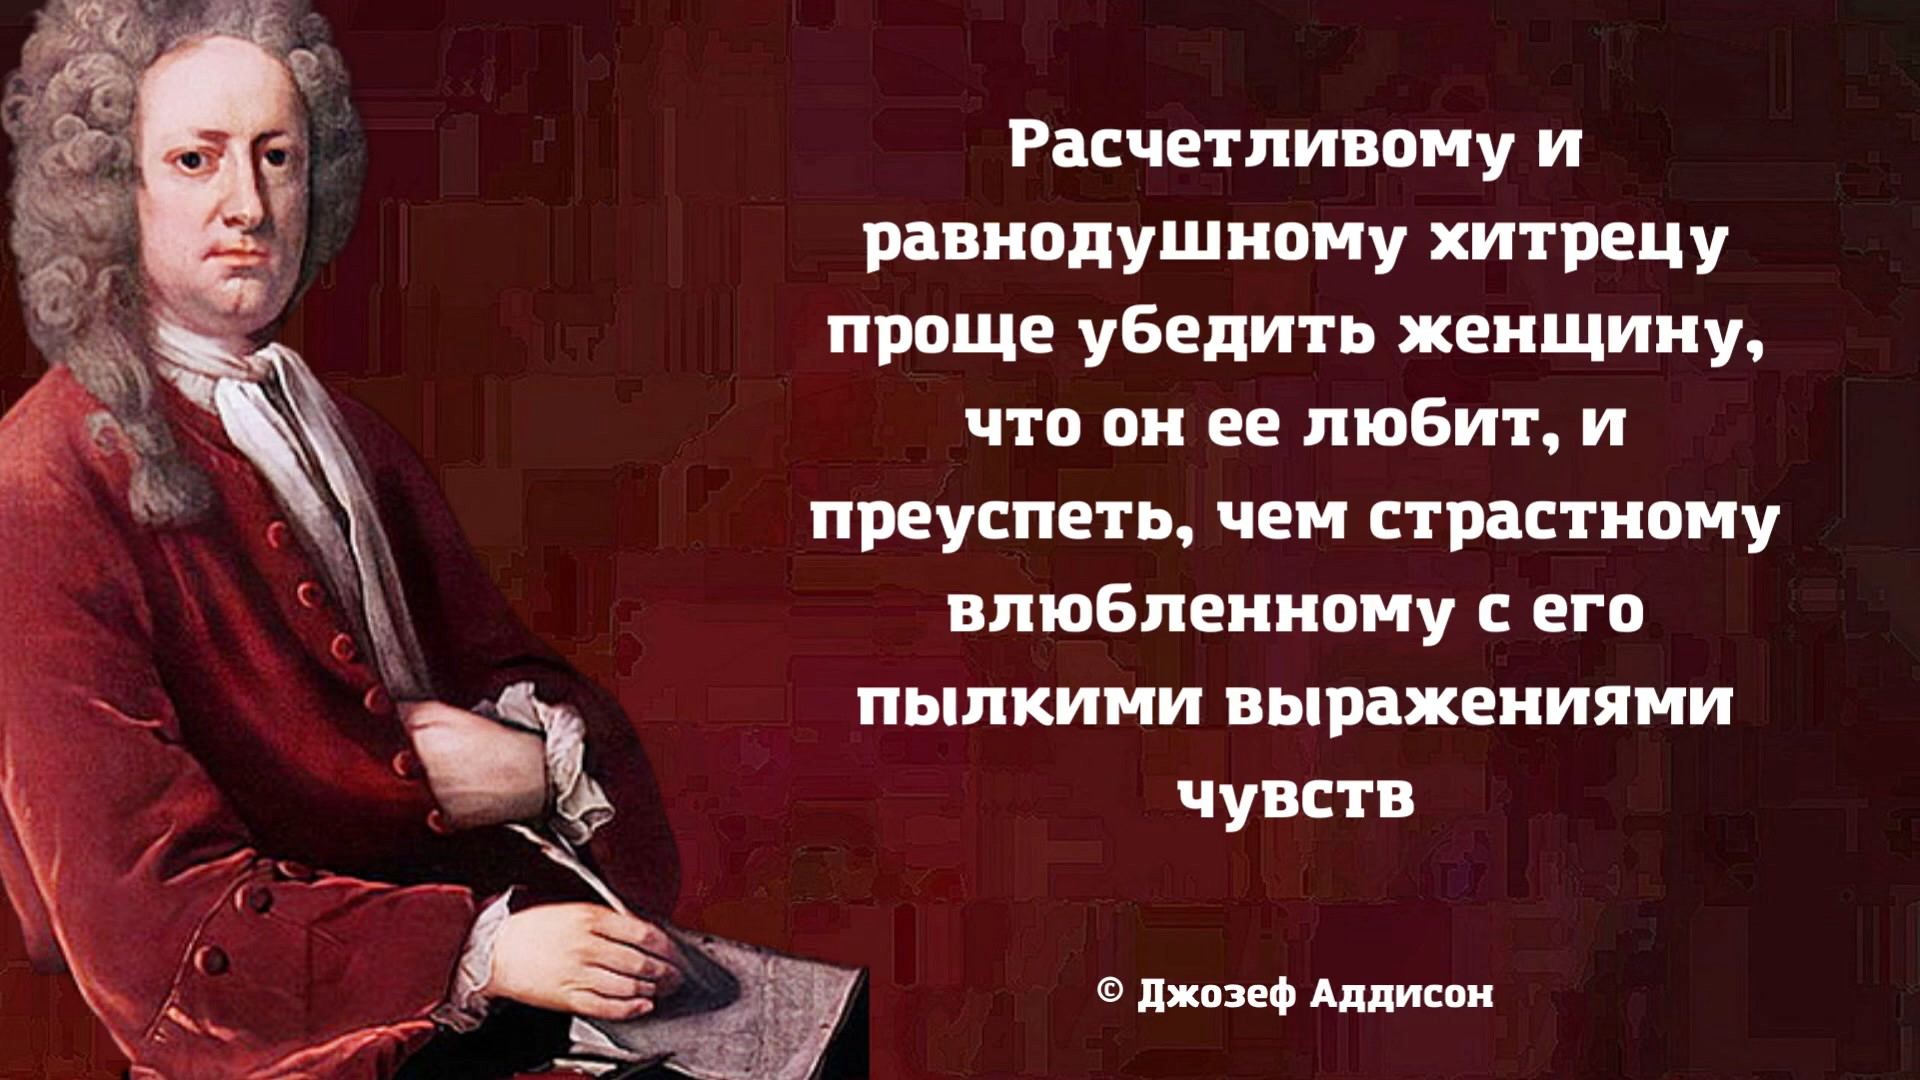 Расчетливому и
равнодушному хитрецу
проще убедить женщину,
что он ее любит, и
преуспеть, чем страстному
влюбленному с его
пылкими выражениями
чувств
© Джозеф Аддисон